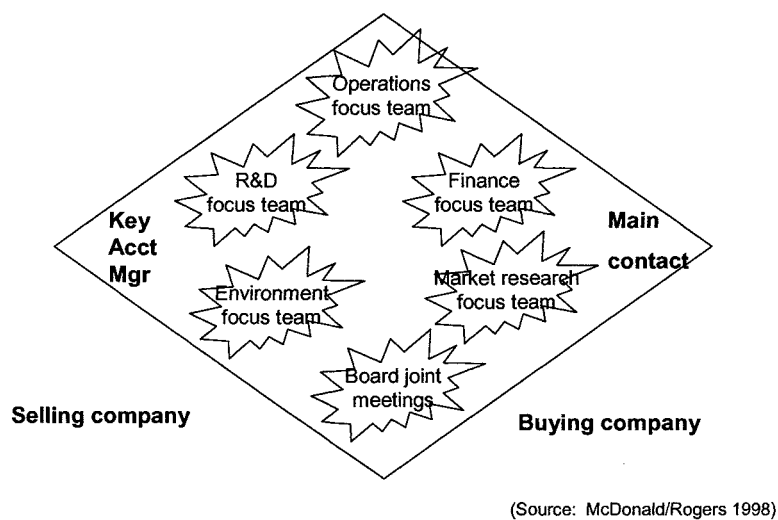 Operations
focus team
R&D
focus team
Finance
focus team
Key
Acct
Mgr
Main
contact
Environment
focus team
Market research
focus team
Board joint
meetings
Selling company
Buying company
(Source: McDonald/Rogers 1998)